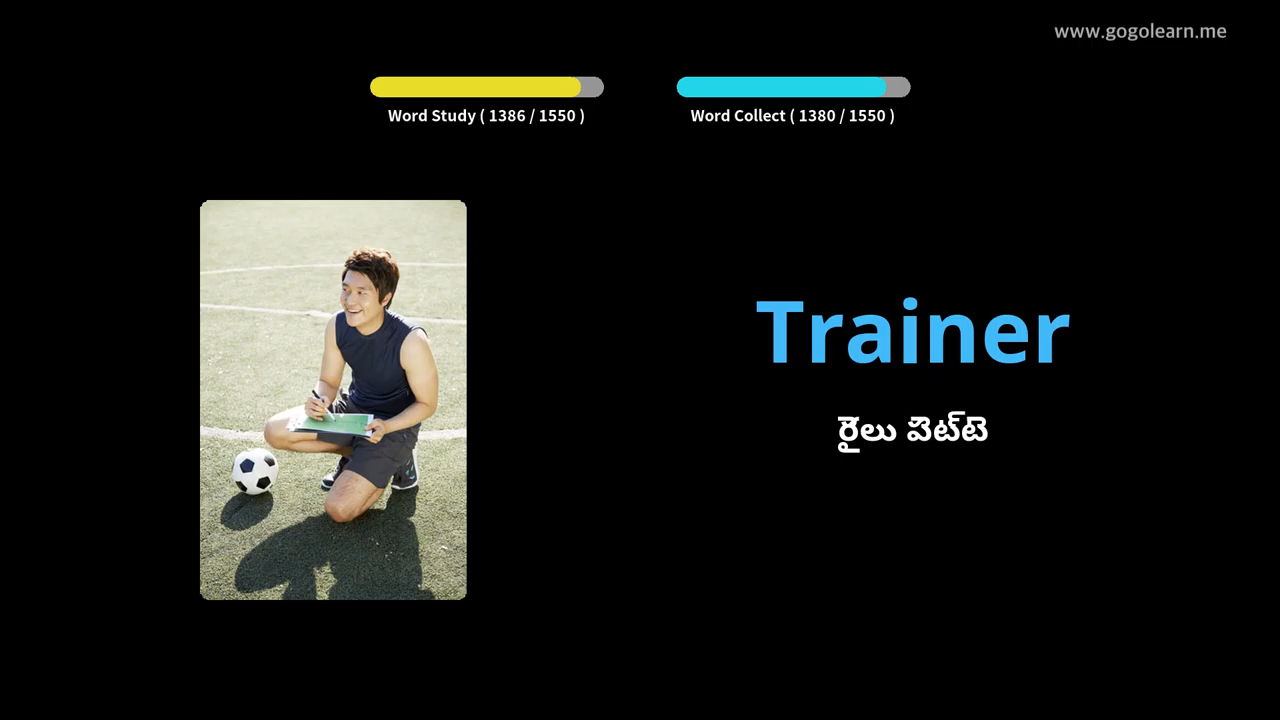 www.gogolearn.me
Word Study ( 1386 / 1550 )
Word Collect ( 1380 / 1550 )
Trainer
రైలు పెట్టె